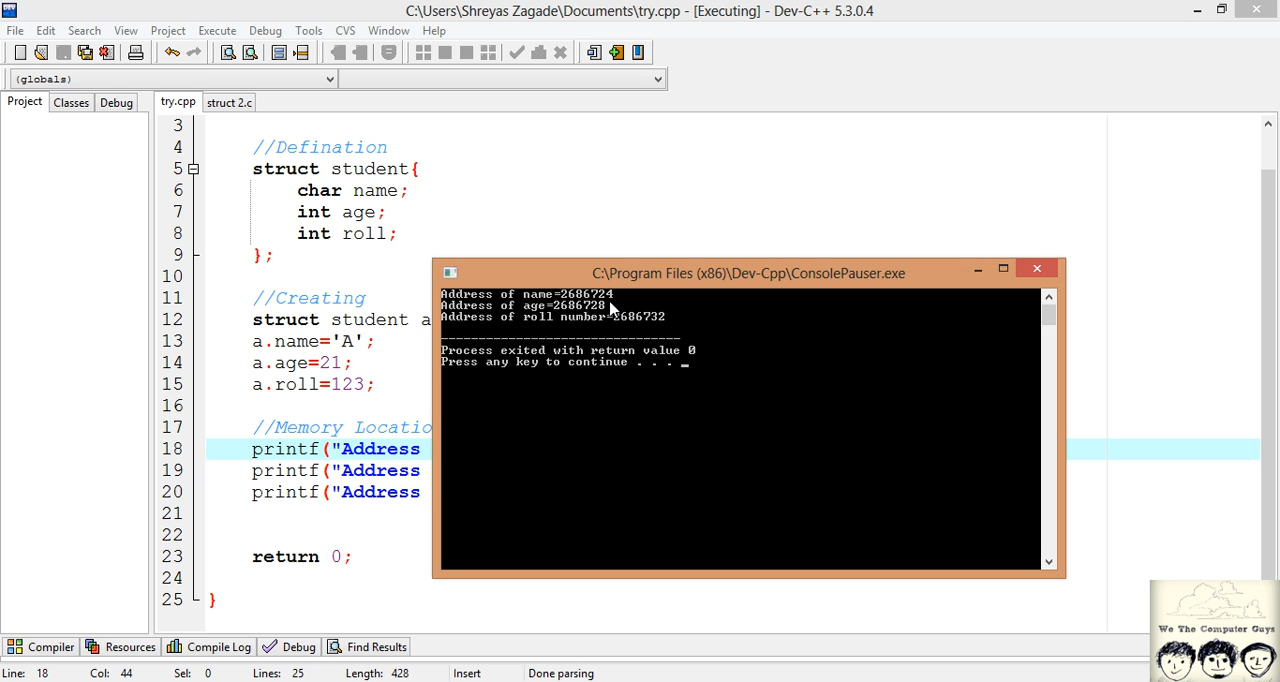 C:\Users\Shreyas Zagade\Documents\try.cpp - [Executing] - Dev-C++ 5.3.0.4
File Edit Search View Project Execute Debug Tools CVS Window Help
(globals)
Project Classes Debug try.cpp struct 2.c
3
4 //Defination
5 struct student{
6 char name;
7 int age;
8 int roll;
9 };
10
11 //Creating
12 struct student a
13 a.name='A';
14 a.age=21;
15 a.roll=123;
16
17 //Memory Locatio
18 printf("Address
19 printf("Address
20 printf("Address
21
22
23 return 0;
24
25 }
C:\Program Files (x86)\Dev-Cpp\ConsolePauser.exe
Address of name=2686724
Address of age=2686728
Address of roll number=2686732
--------------------------------
Process exited with return value 0
Press any key to continue . . . _
We The Computer Guys
Compiler Resources Compile Log Debug Find Results
Line: 18 Col: 44 Sel: 0 Lines: 25 Length: 428 Insert Done parsing